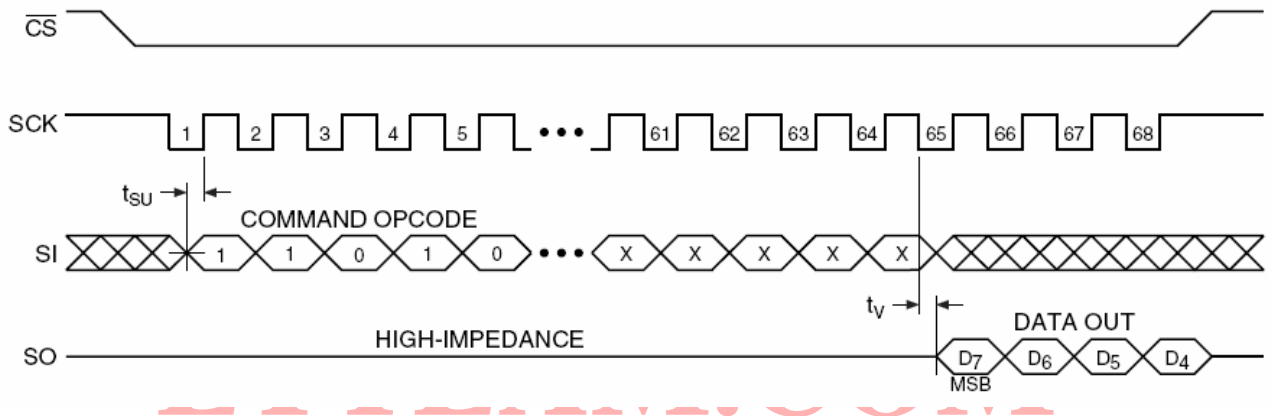 CS
SCK 1 2 3 4 5 ••• 61 62 63 64 65 66 67 68
tSU
COMMAND OPCODE
SI 1 1 0 1 0 ••• X X X X X
tV
HIGH-IMPEDANCE
DATA OUT
SO D7 D6 D5 D4
MSB